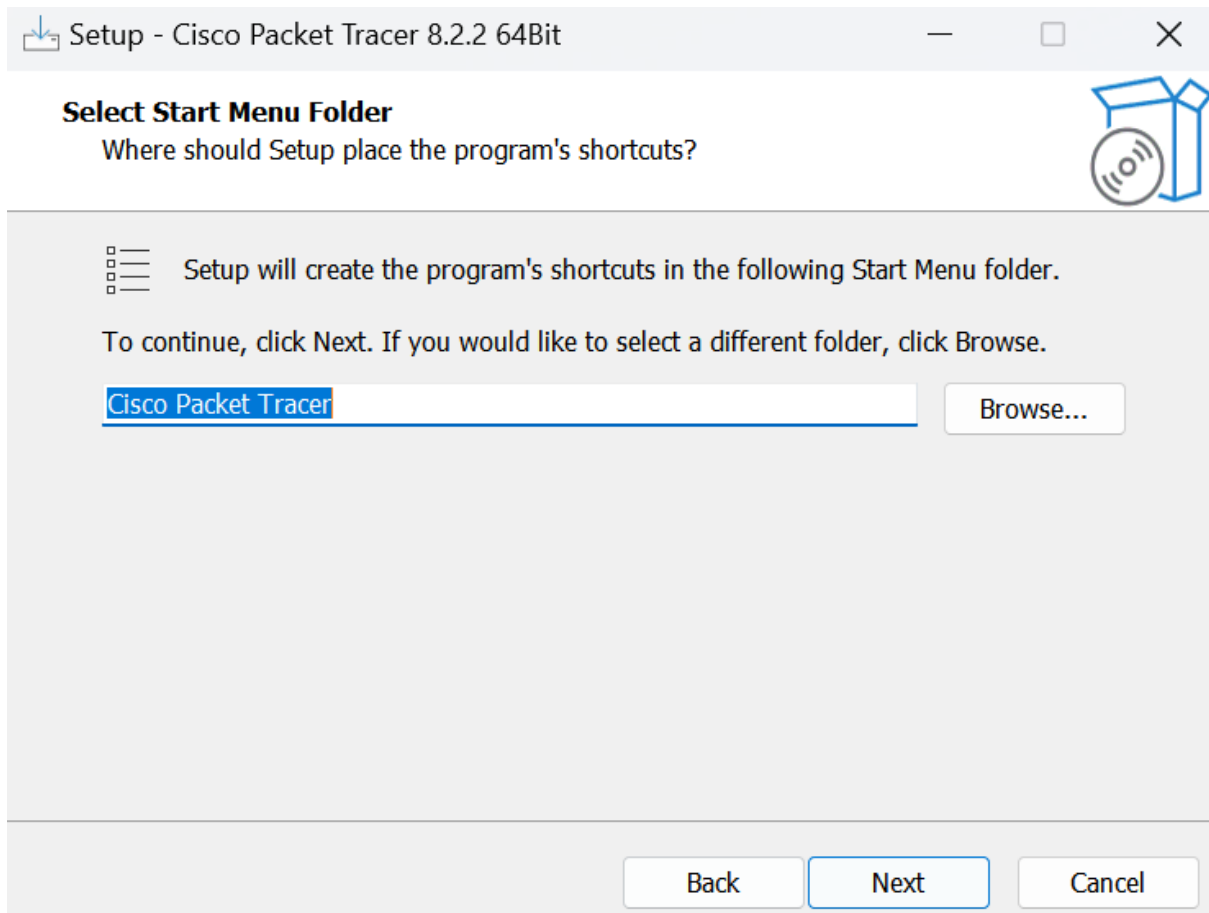 Setup - Cisco Packet Tracer 8.2.2 64Bit
Select Start Menu Folder
Where should Setup place the program's shortcuts?
Setup will create the program's shortcuts in the following Start Menu folder.
To continue, click Next. If you would like to select a different folder, click Browse.
Cisco Packet Tracer
Browse...
Back
Next
Cancel